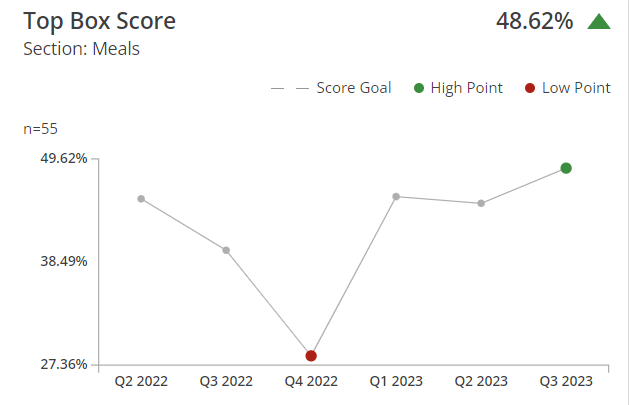 Top Box Score
48.62%
Section: Meals
Score Goal
High Point
Low Point
n=55
49.62%
38.49%
27.36%
Q2 2022
Q3 2022
Q4 2022
Q1 2023
Q2 2023
Q3 2023